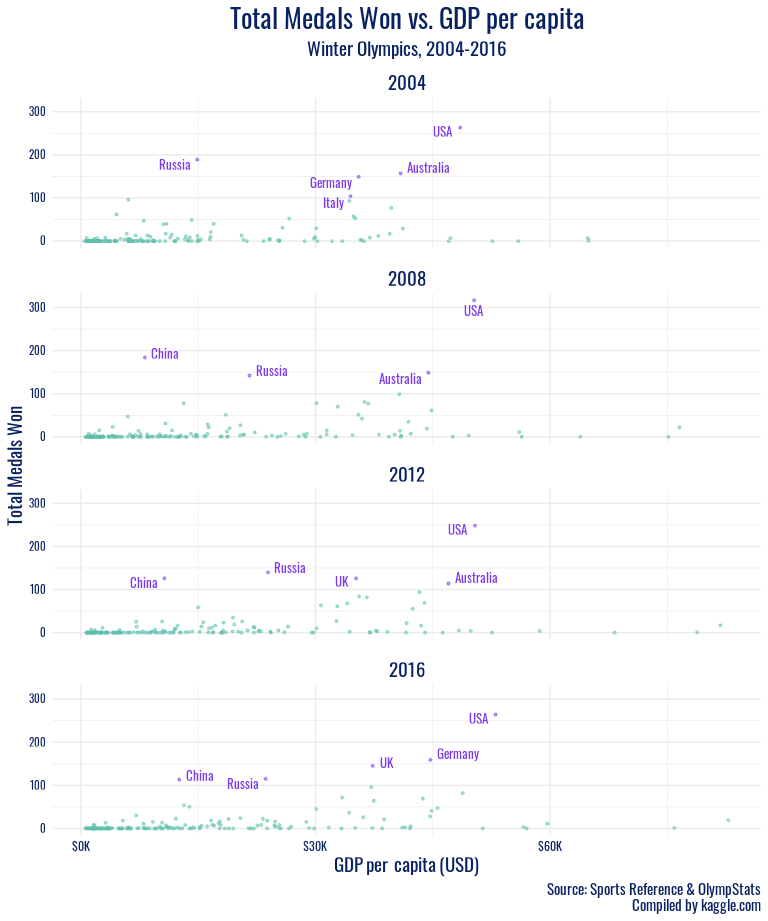 Total Medals Won vs. GDP per capita
Winter Olympics, 2004-2016
2004
300
200
100
0
USA
Russia
Australia
Germany
Italy
2008
300
200
100
0
USA
China
Russia
Australia
Total Medals Won
2012
300
200
100
0
USA
Russia
China
UK
Australia
2016
300
200
100
0
USA
Germany
UK
China
Russia
$0K
$30K
$60K
GDP per capita (USD)
Source: Sports Reference & OlympStats
Compiled by kaggle.com